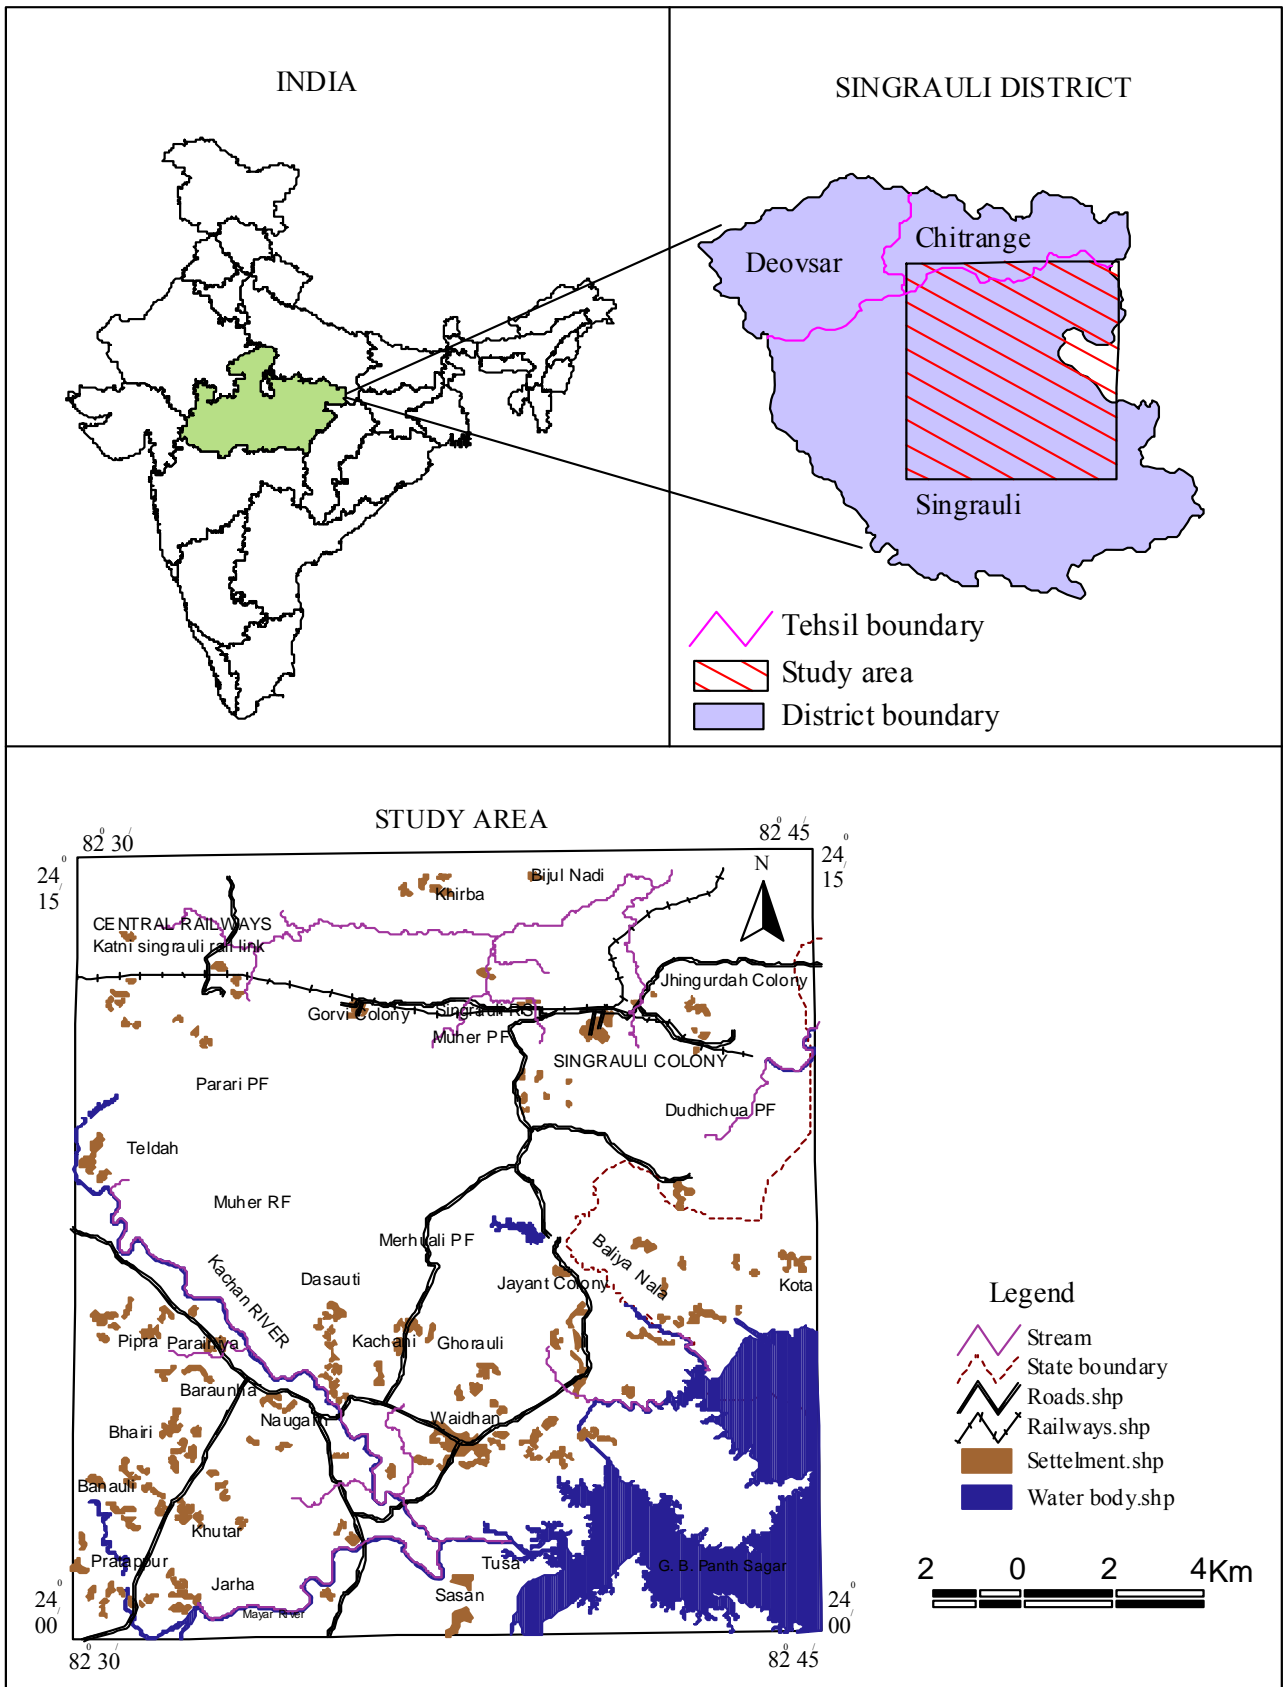 INDIA
SINGRAULI DISTRICT
Deovsar
Chitrange
Singrauli
Tehsil boundary
Study area
District boundary
STUDY AREA
82° 30/
82° 45/
24°
15/
24°
15/
N
Khirba
Bijul Nadi
CENTRAL RAILWAYS
Katni singrauli rail link
Jhingurdah Colony
Gorvi Colony
Singrauli RS
Muher PF
SINGRAULI COLONY
Parari PF
Dudhichua PF
Teldah
Muher RF
Merhuali PF
Baliya Nala
Kachan RIVER
Dasauti
Jayant Colony
Kota
Pipra
Parainiya
Kachani
Ghorauli
Baraunha
Naugain
Waidhan
Bhairi
Banauli
Khutar
Pratappur
Jarha
Mayar River
Sasan
Tusa
G. B. Panth Sagar
24°
00/
24°
00/
82° 30/
82° 45/
Legend
Stream
State boundary
Roads.shp
Railways.shp
Settelment.shp
Water body.shp
2 0 2 4Km